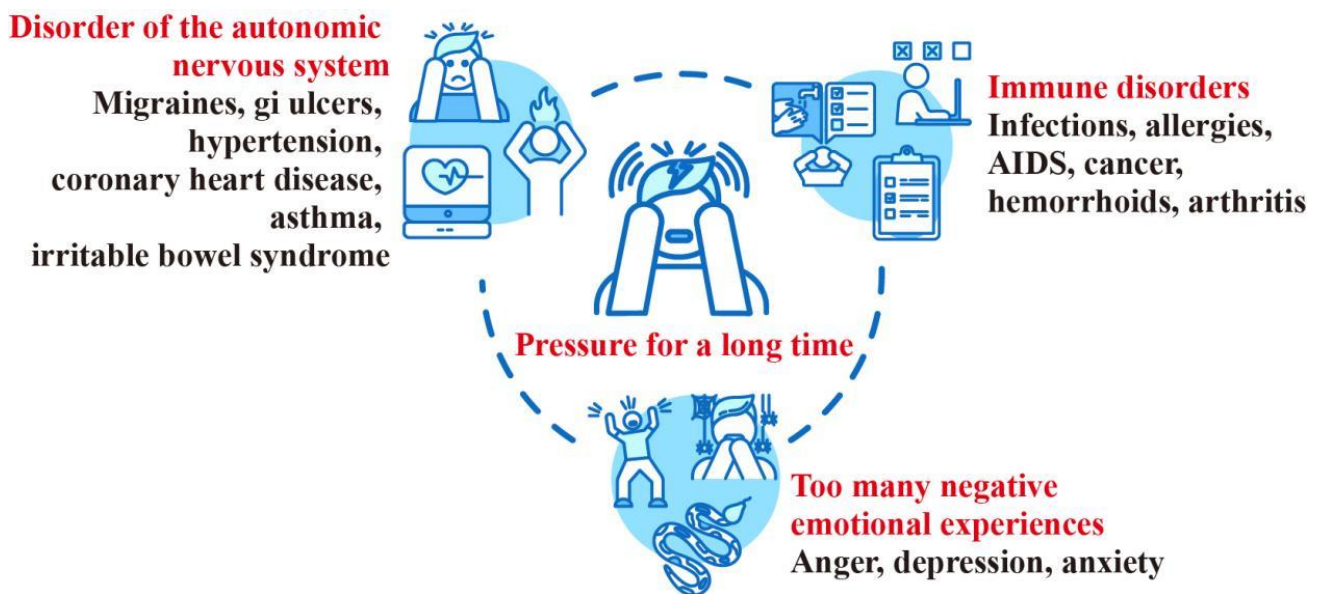 Disorder of the autonomic
nervous system
Migraines, gi ulcers,
hypertension,
coronary heart disease,
asthma,
irritable bowel syndrome
Immune disorders
Infections, allergies,
AIDS, cancer,
hemorrhoids, arthritis
Pressure for a long time
Too many negative
emotional experiences
Anger, depression, anxiety